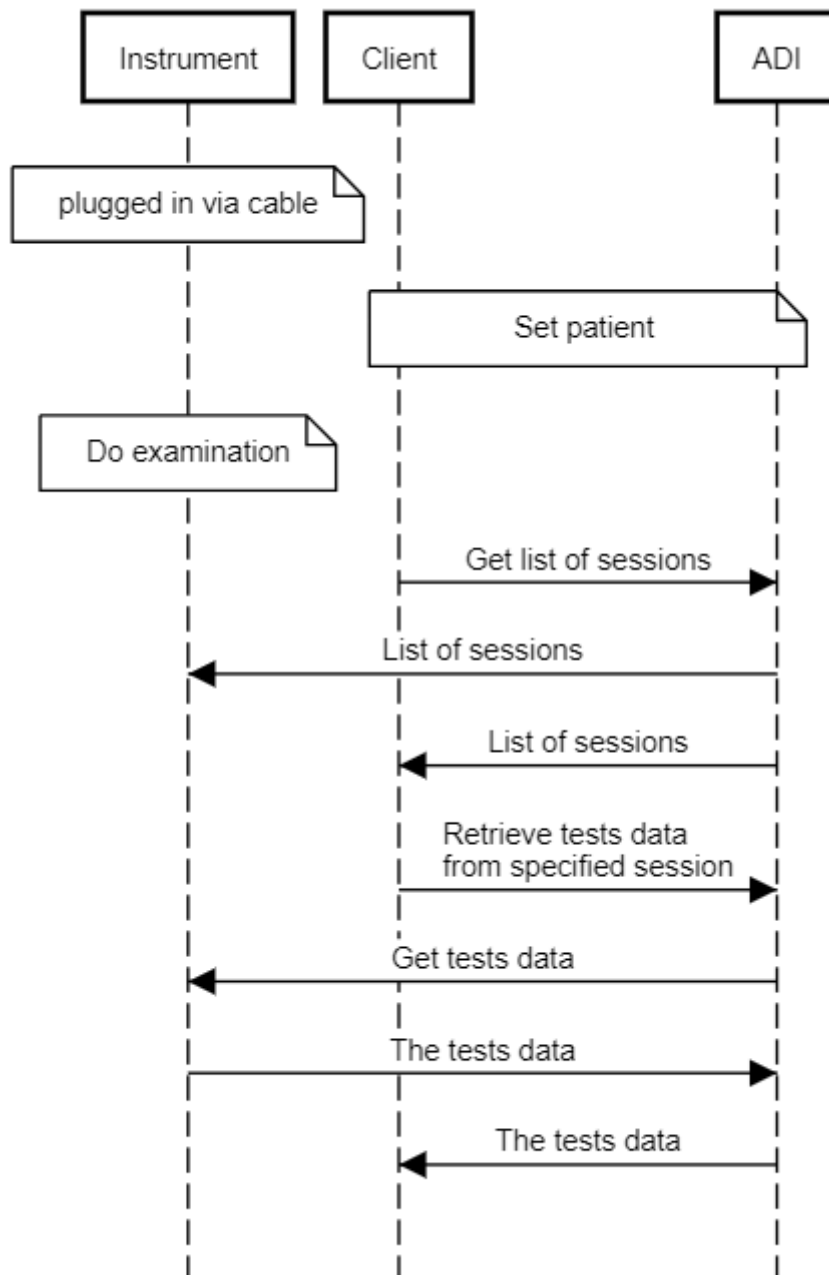 Instrument
Client
ADI
plugged in via cable
Set patient
Do examination
Get list of sessions
List of sessions
List of sessions
Retrieve tests data
from specified session
Get tests data
The tests data
The tests data